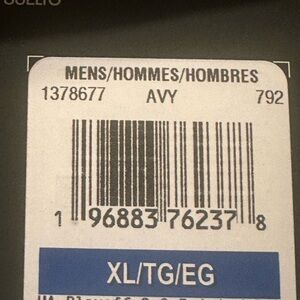 MENS/HOMMES/HOMBRES
1378677 AVY 792
1 96883 76237 8
XL/TG/EG